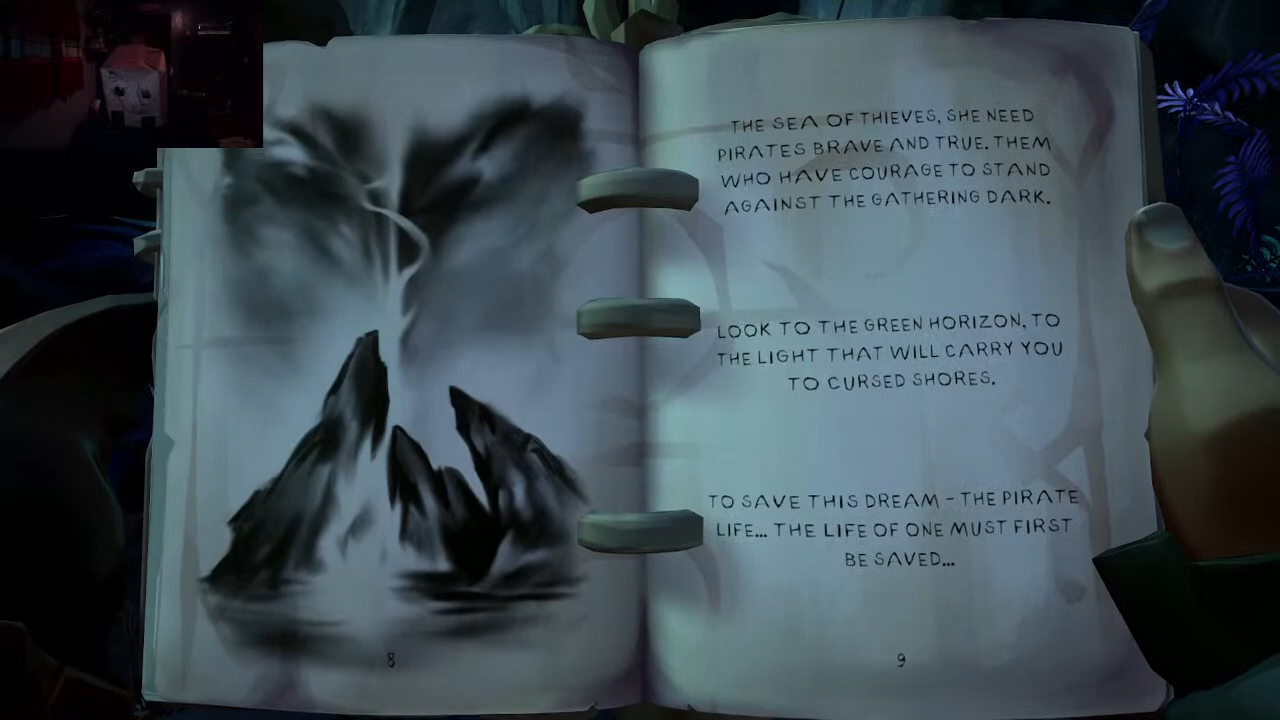 THE SEA OF THIEVES, SHE NEED
PIRATES BRAVE AND TRUE. THEM
WHO HAVE COURAGE TO STAND
AGAINST THE GATHERING DARK.
LOOK TO THE GREEN HORIZON, TO
THE LIGHT THAT WILL CARRY YOU
TO CURSED SHORES.
TO SAVE THIS DREAM - THE PIRATE
LIFE... THE LIFE OF ONE MUST FIRST
BE SAVED...
8
9